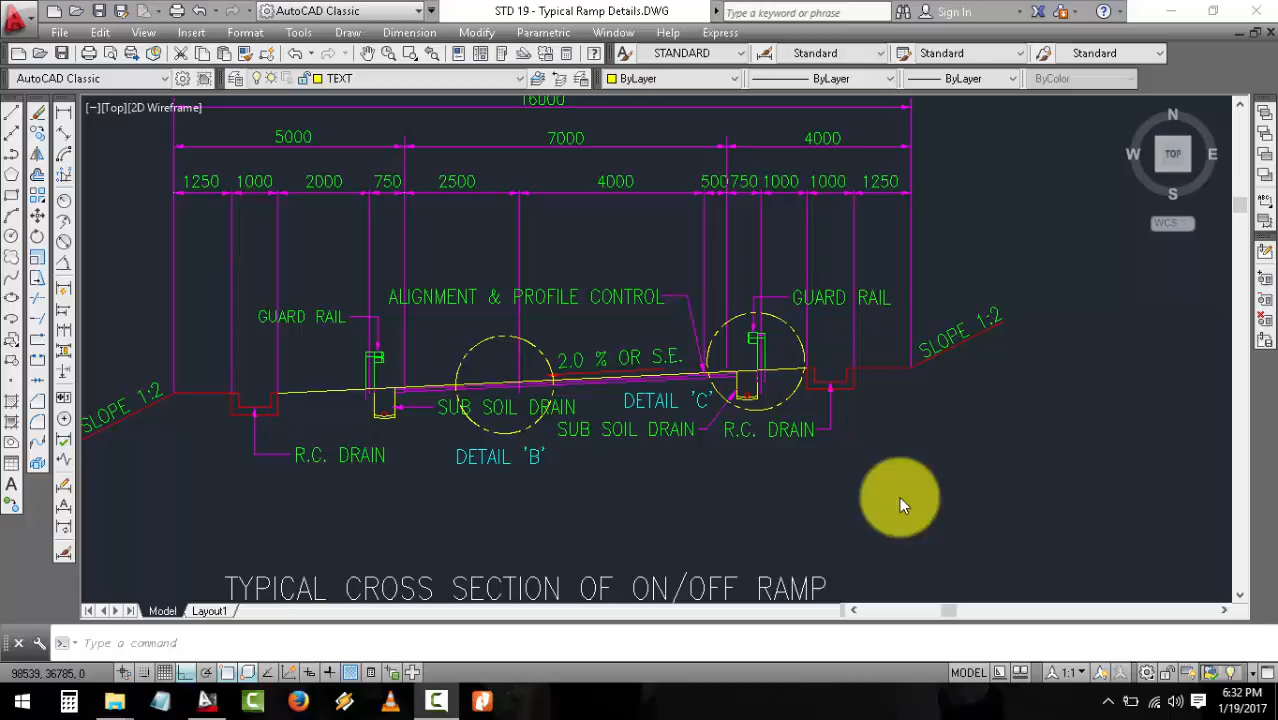 AutoCAD Classic
STD 19 - Typical Ramp Details.DWG
Type a keyword or phrase
Sign In
File Edit View Insert Format Tools Draw Dimension Modify Parametric Window Help Express
STANDARD
Standard
Standard
Standard
AutoCAD Classic
TEXT
ByLayer
ByLayer
ByLayer
ByColor
[−][Top][2D Wireframe]
16000
5000 7000 4000
1250 1000 2000 750 2500 4000 500 750 1000 1000 1250
N
W TOP E
S
WCS
ALIGNMENT & PROFILE CONTROL
GUARD RAIL
GUARD RAIL
SLOPE 1:2
2.0 % OR S.E.
SLOPE 1:2
DETAIL 'C'
SUB SOIL DRAIN
SUB SOIL DRAIN
R.C. DRAIN
R.C. DRAIN
DETAIL 'B'
TYPICAL CROSS SECTION OF ON/OFF RAMP
Model Layout1
Type a command
98539, 36785, 0
MODEL
1:1
6:32 PM
1/19/2017